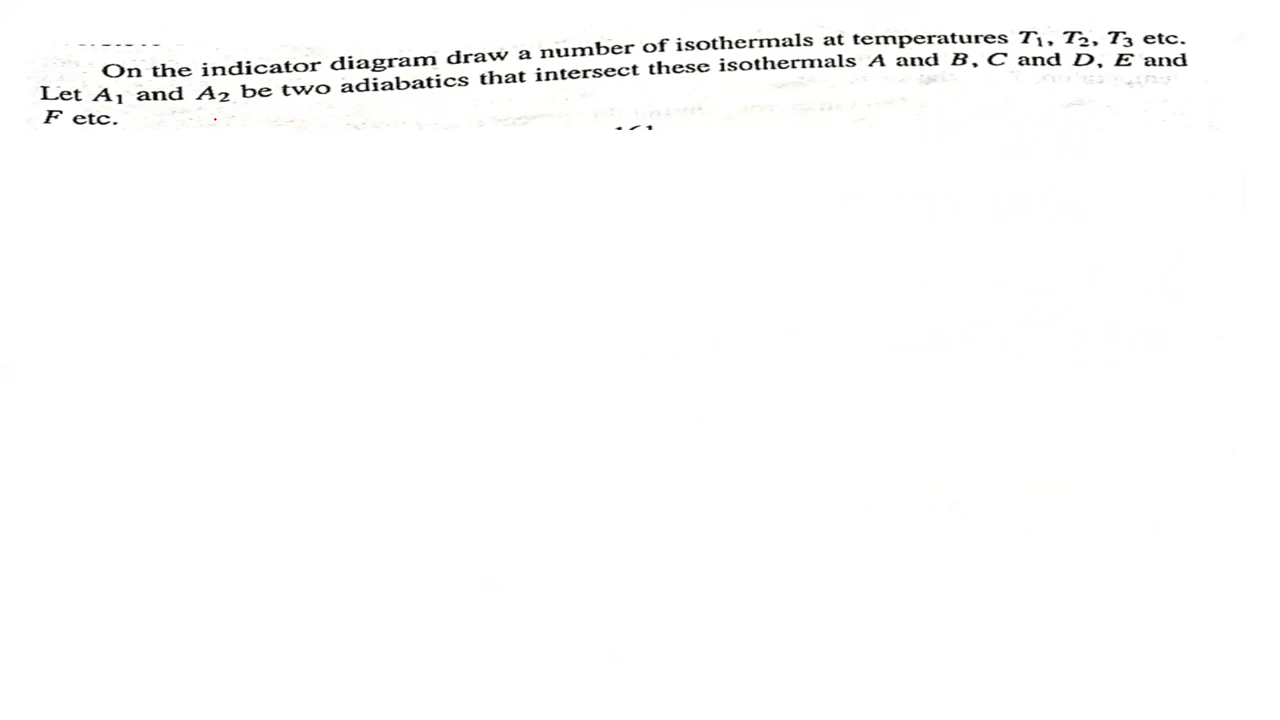 On the indicator diagram draw a number of isothermals at temperatures T₁, T₂, T₃ etc.
Let A₁ and A₂ be two adiabatics that intersect these isothermals A and B, C and D, E and
F etc.